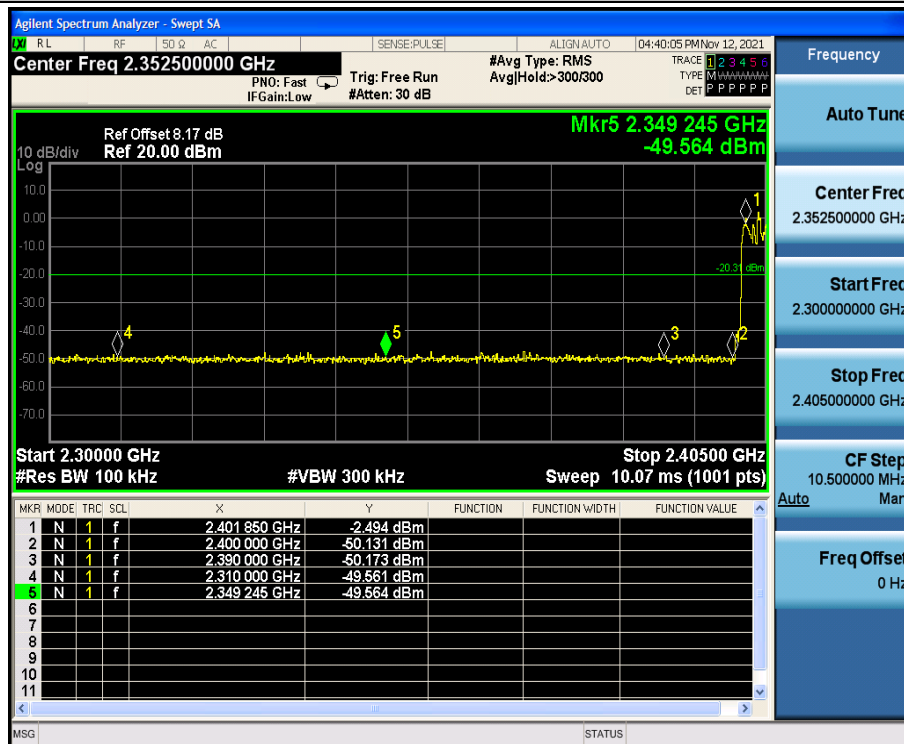 Agilent Spectrum Analyzer - Swept SA
LXI RL RF 50 Ω AC SENSE:PULSE ALIGN AUTO 04:40:05 PM Nov 12, 2021
Center Freq 2.352500000 GHz
PNO: Fast
IFGain:Low
Trig: Free Run
#Atten: 30 dB
#Avg Type: RMS
Avg|Hold:>300/300
TRACE 1 2 3 4 5 6
TYPE M WWWWW
DET P P P P P P
Ref Offset 8.17 dB
10 dB/div Ref 20.00 dBm
Log
Mkr5 2.349 245 GHz
-49.564 dBm
10.0
0.00
-10.0
-20.0
-30.0
-40.0
-50.0
-60.0
-70.0
1
-20.31 dBm
4
5
3
2
Start 2.30000 GHz Stop 2.40500 GHz
#Res BW 100 kHz #VBW 300 kHz Sweep 10.07 ms (1001 pts)
MKR MODE TRC SCL X Y FUNCTION FUNCTION WIDTH FUNCTION VALUE
1 N 1 f 2.401 850 GHz -2.494 dBm
2 N 1 f 2.400 000 GHz -50.131 dBm
3 N 1 f 2.390 000 GHz -50.173 dBm
4 N 1 f 2.310 000 GHz -49.561 dBm
5 N 1 f 2.349 245 GHz -49.564 dBm
6
7
8
9
10
11
MSG STATUS
Frequency
Auto Tune
Center Freq
2.352500000 GHz
Start Freq
2.300000000 GHz
Stop Freq
2.405000000 GHz
CF Step
10.500000 MHz
Auto Man
Freq Offset
0 Hz